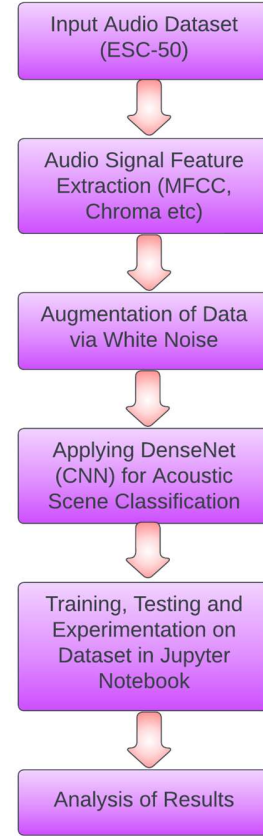 Input Audio Dataset
(ESC-50)
Audio Signal Feature
Extraction (MFCC,
Chroma etc)
Augmentation of Data
via White Noise
Applying DenseNet
(CNN) for Acoustic
Scene Classification
Training, Testing and
Experimentation on
Dataset in Jupyter
Notebook
Analysis of Results